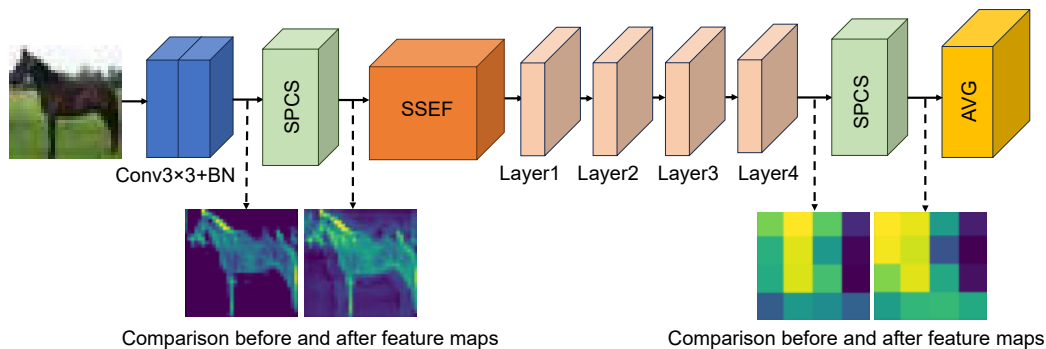 Conv3×3+BN
SPCS
SSEF
Layer1
Layer2
Layer3
Layer4
SPCS
AVG
Comparison before and after feature maps
Comparison before and after feature maps